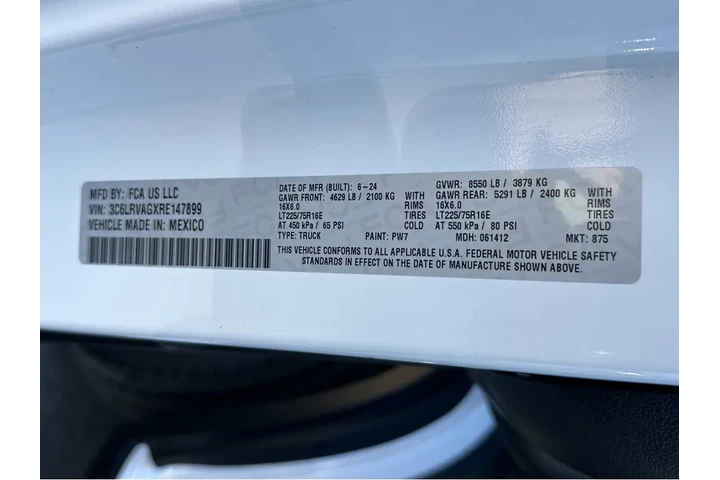 MFD BY: FCA US LLC
VIN: 3C6LRVAGXRE147899
VEHICLE MADE IN: MEXICO
DATE OF MFR (BUILT): 6-24
GAWR FRONT: 4629 LB / 2100 KG
16X6.0 RIMS
LT225/75R16E TIRES
AT 450 kPa / 65 PSI COLD
TYPE: TRUCK PAINT: PW7
GVWR: 8550 LB / 3879 KG
GAWR REAR: 5291 LB / 2400 KG
16X6.0 RIMS
LT225/75R16E TIRES
AT 550 kPa / 80 PSI COLD
MDH: 061412 MKT: 875
THIS VEHICLE CONFORMS TO ALL APPLICABLE U.S.A. FEDERAL MOTOR VEHICLE SAFETY
STANDARDS IN EFFECT ON THE DATE OF MANUFACTURE SHOWN ABOVE.